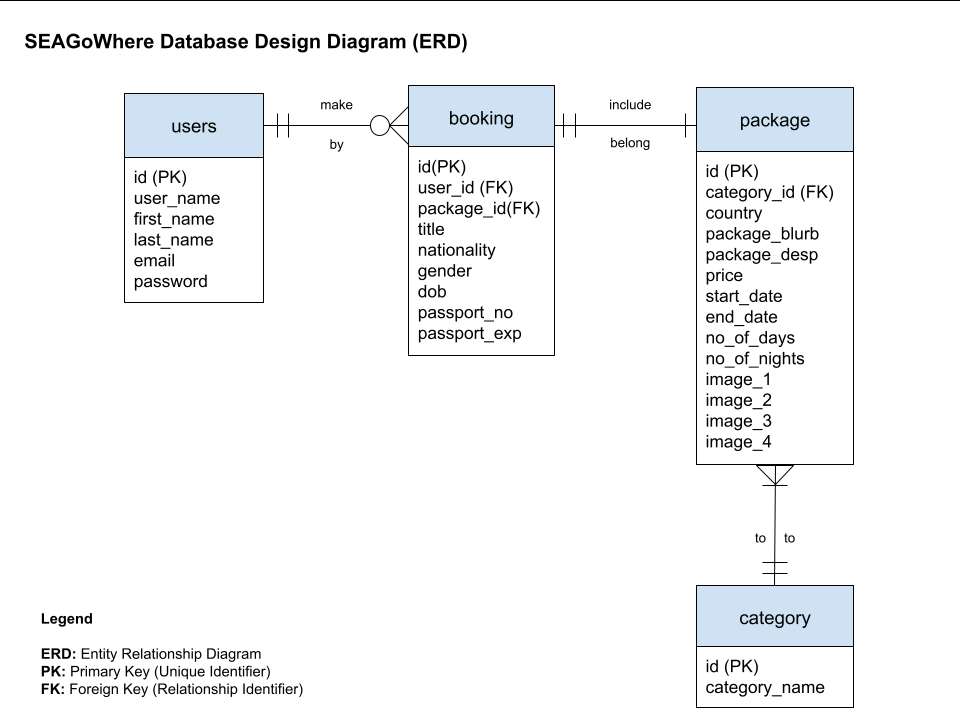 SEAGoWhere Database Design Diagram (ERD)
users
id (PK)
user_name
first_name
last_name
email
password
make
by
booking
id(PK)
user_id (FK)
package_id(FK)
title
nationality
gender
dob
passport_no
passport_exp
include
belong
package
id (PK)
category_id (FK)
country
package_blurb
package_desp
price
start_date
end_date
no_of_days
no_of_nights
image_1
image_2
image_3
image_4
to to
category
id (PK)
category_name
Legend
ERD: Entity Relationship Diagram
PK: Primary Key (Unique Identifier)
FK: Foreign Key (Relationship Identifier)